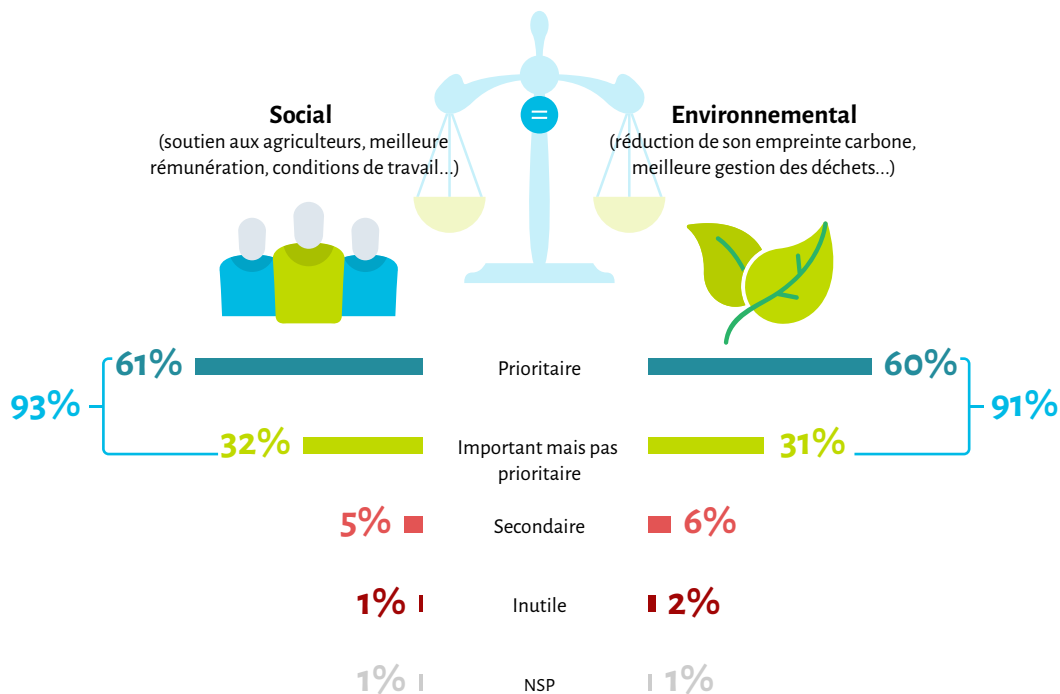 Social
(soutien aux agriculteurs, meilleure
rémunération, conditions de travail...)
=
Environnemental
(réduction de son empreinte carbone,
meilleure gestion des déchets...)
93%
61%
Prioritaire
60%
91%
32%
Important mais pas
prioritaire
31%
5%
Secondaire
6%
1%
Inutile
2%
1%
NSP
1%